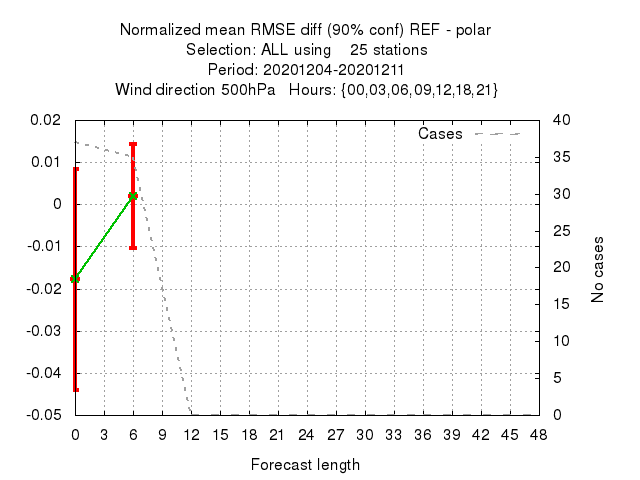 Normalized mean RMSE diff (90% conf) REF - polar
Selection: ALL using    25 stations
Period: 20201204-20201211
Wind direction 500hPa   Hours: {00,03,06,09,12,18,21}
Cases
0.02
0.01
0
-0.01
-0.02
-0.03
-0.04
-0.05
40
35
30
25
20
15
10
5
0
No cases
0 3 6 9 12 15 18 21 24 27 30 33 36 39 42 45 48
Forecast length